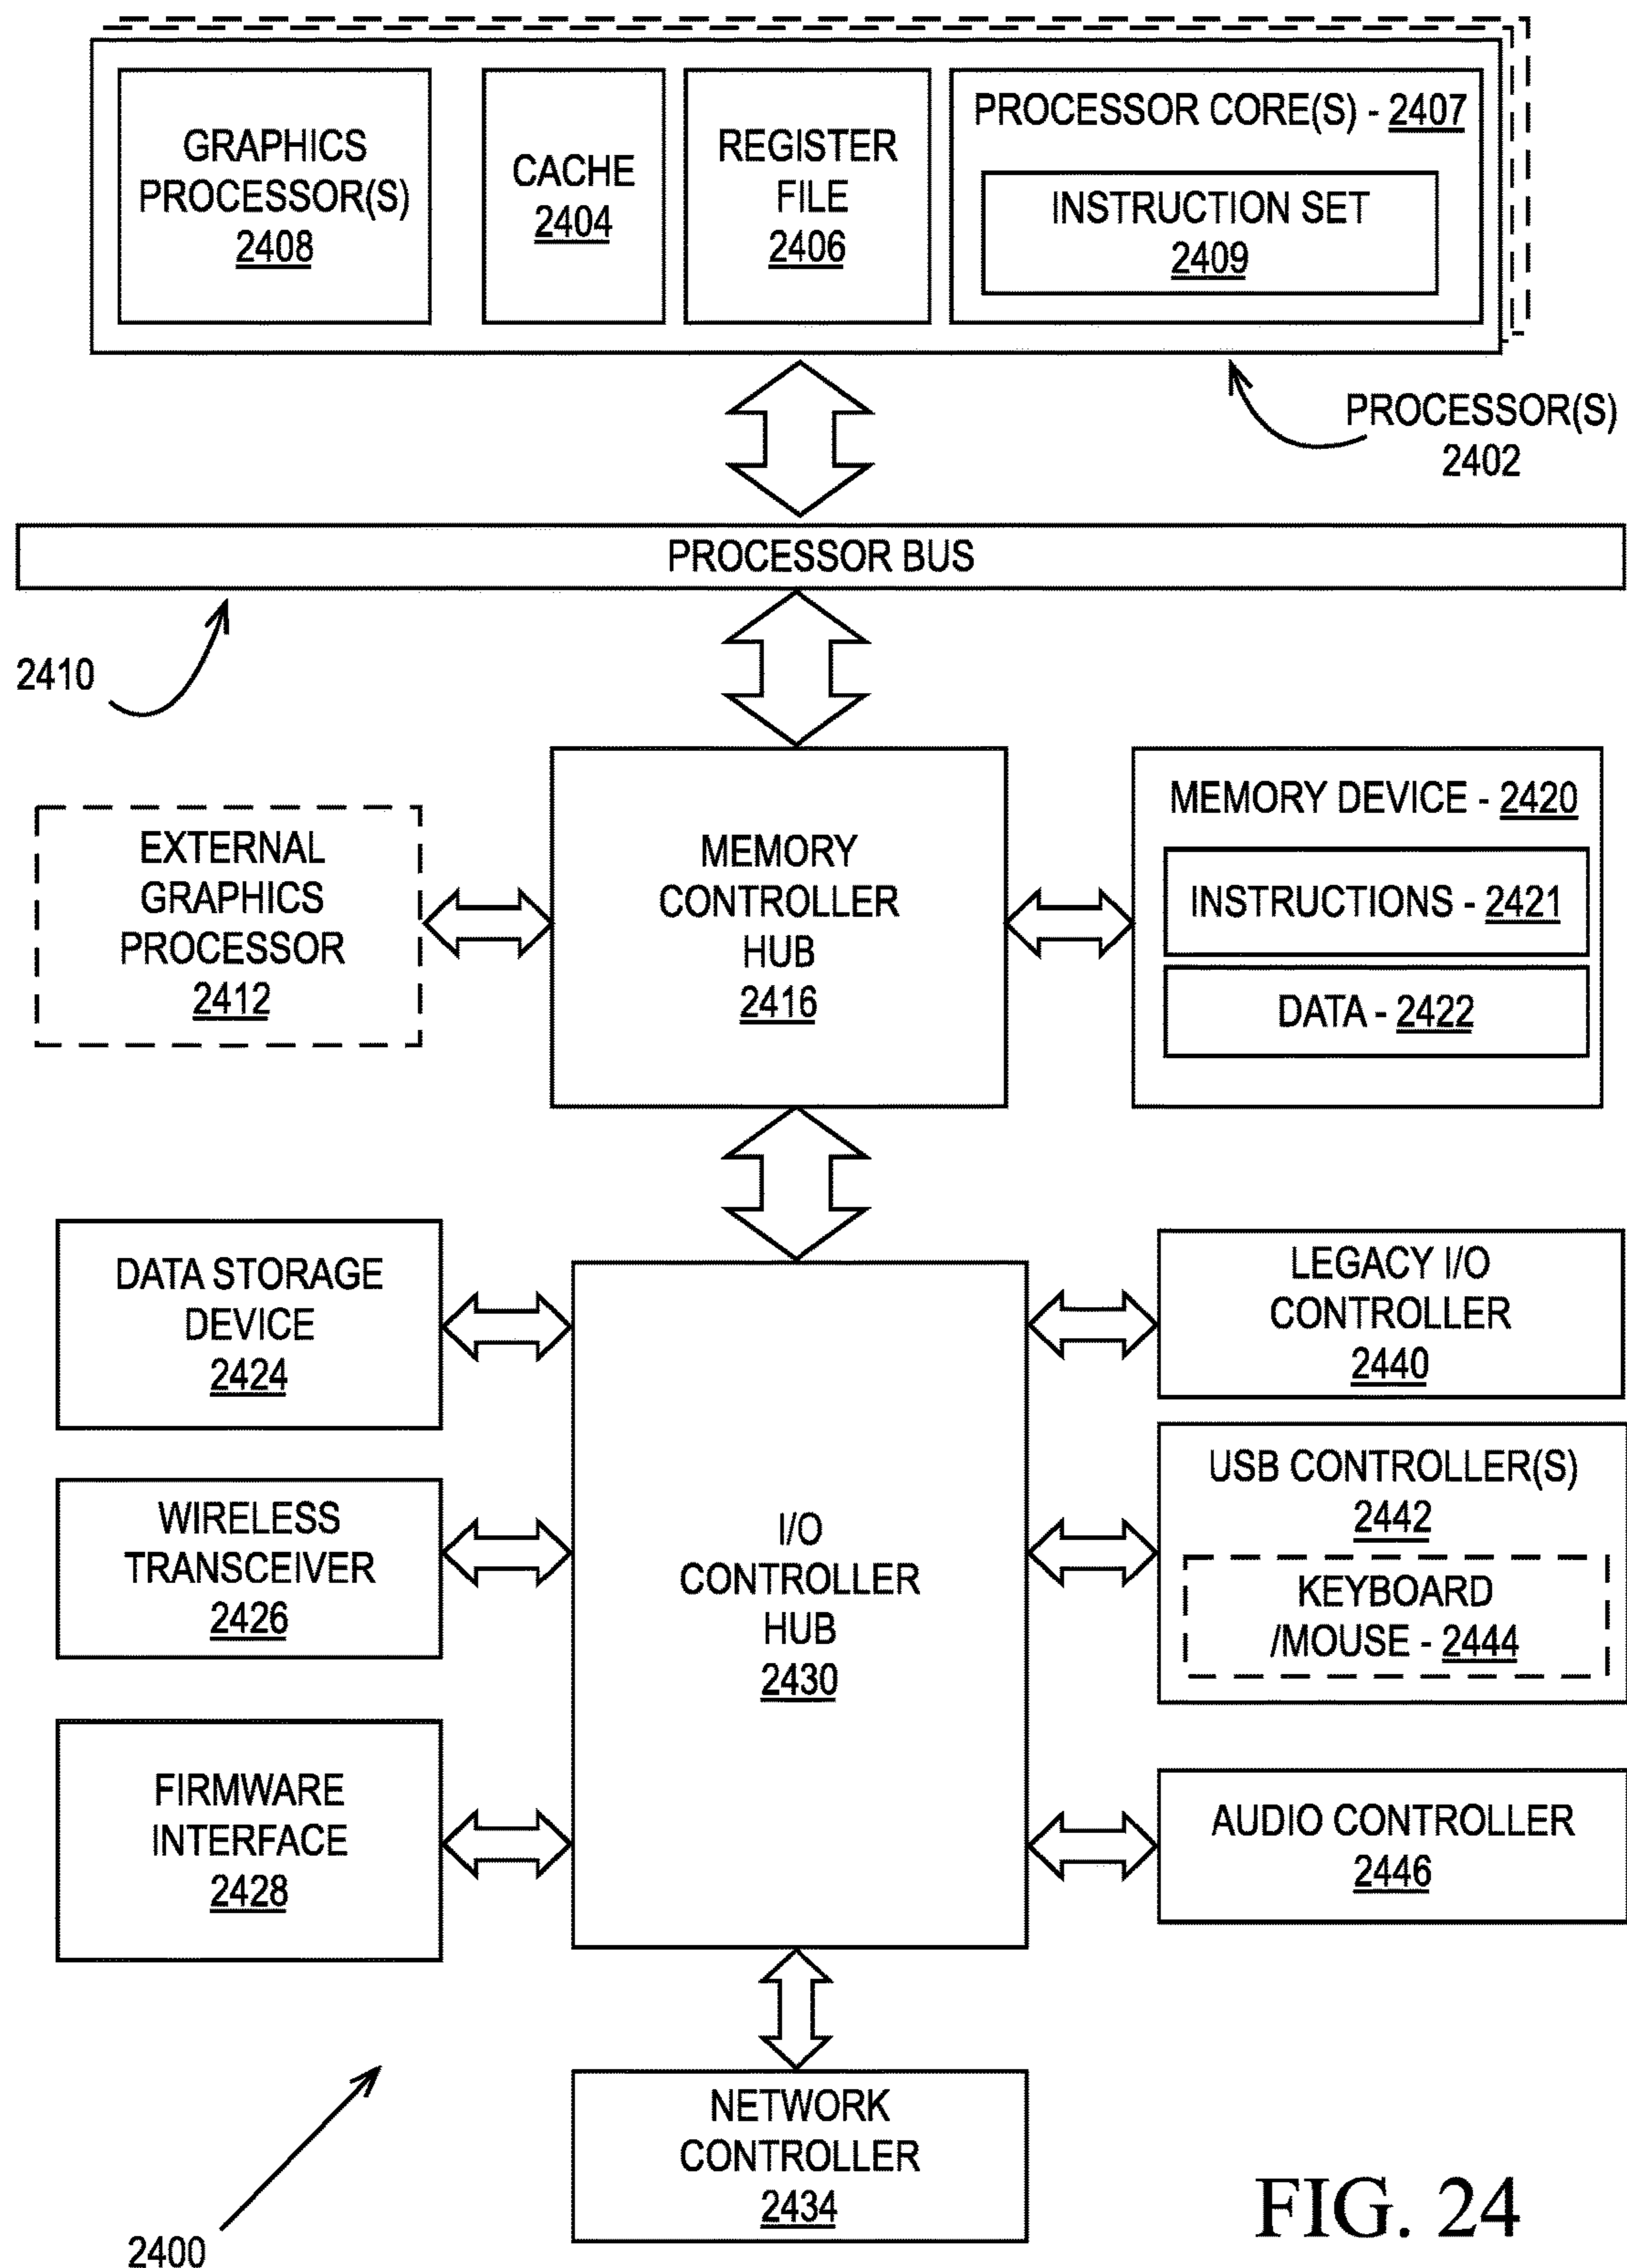 GRAPHICS
PROCESSOR(S)
2408
CACHE
2404
REGISTER
FILE
2406
PROCESSOR CORE(S) - 2407
INSTRUCTION SET
2409
PROCESSOR(S)
2402
PROCESSOR BUS
2410
EXTERNAL
GRAPHICS
PROCESSOR
2412
MEMORY
CONTROLLER
HUB
2416
MEMORY DEVICE - 2420
INSTRUCTIONS - 2421
DATA - 2422
DATA STORAGE
DEVICE
2424
WIRELESS
TRANSCEIVER
2426
FIRMWARE
INTERFACE
2428
I/O
CONTROLLER
HUB
2430
LEGACY I/O
CONTROLLER
2440
USB CONTROLLER(S)
2442
KEYBOARD
/MOUSE - 2444
AUDIO CONTROLLER
2446
NETWORK
CONTROLLER
2434
2400
FIG. 24